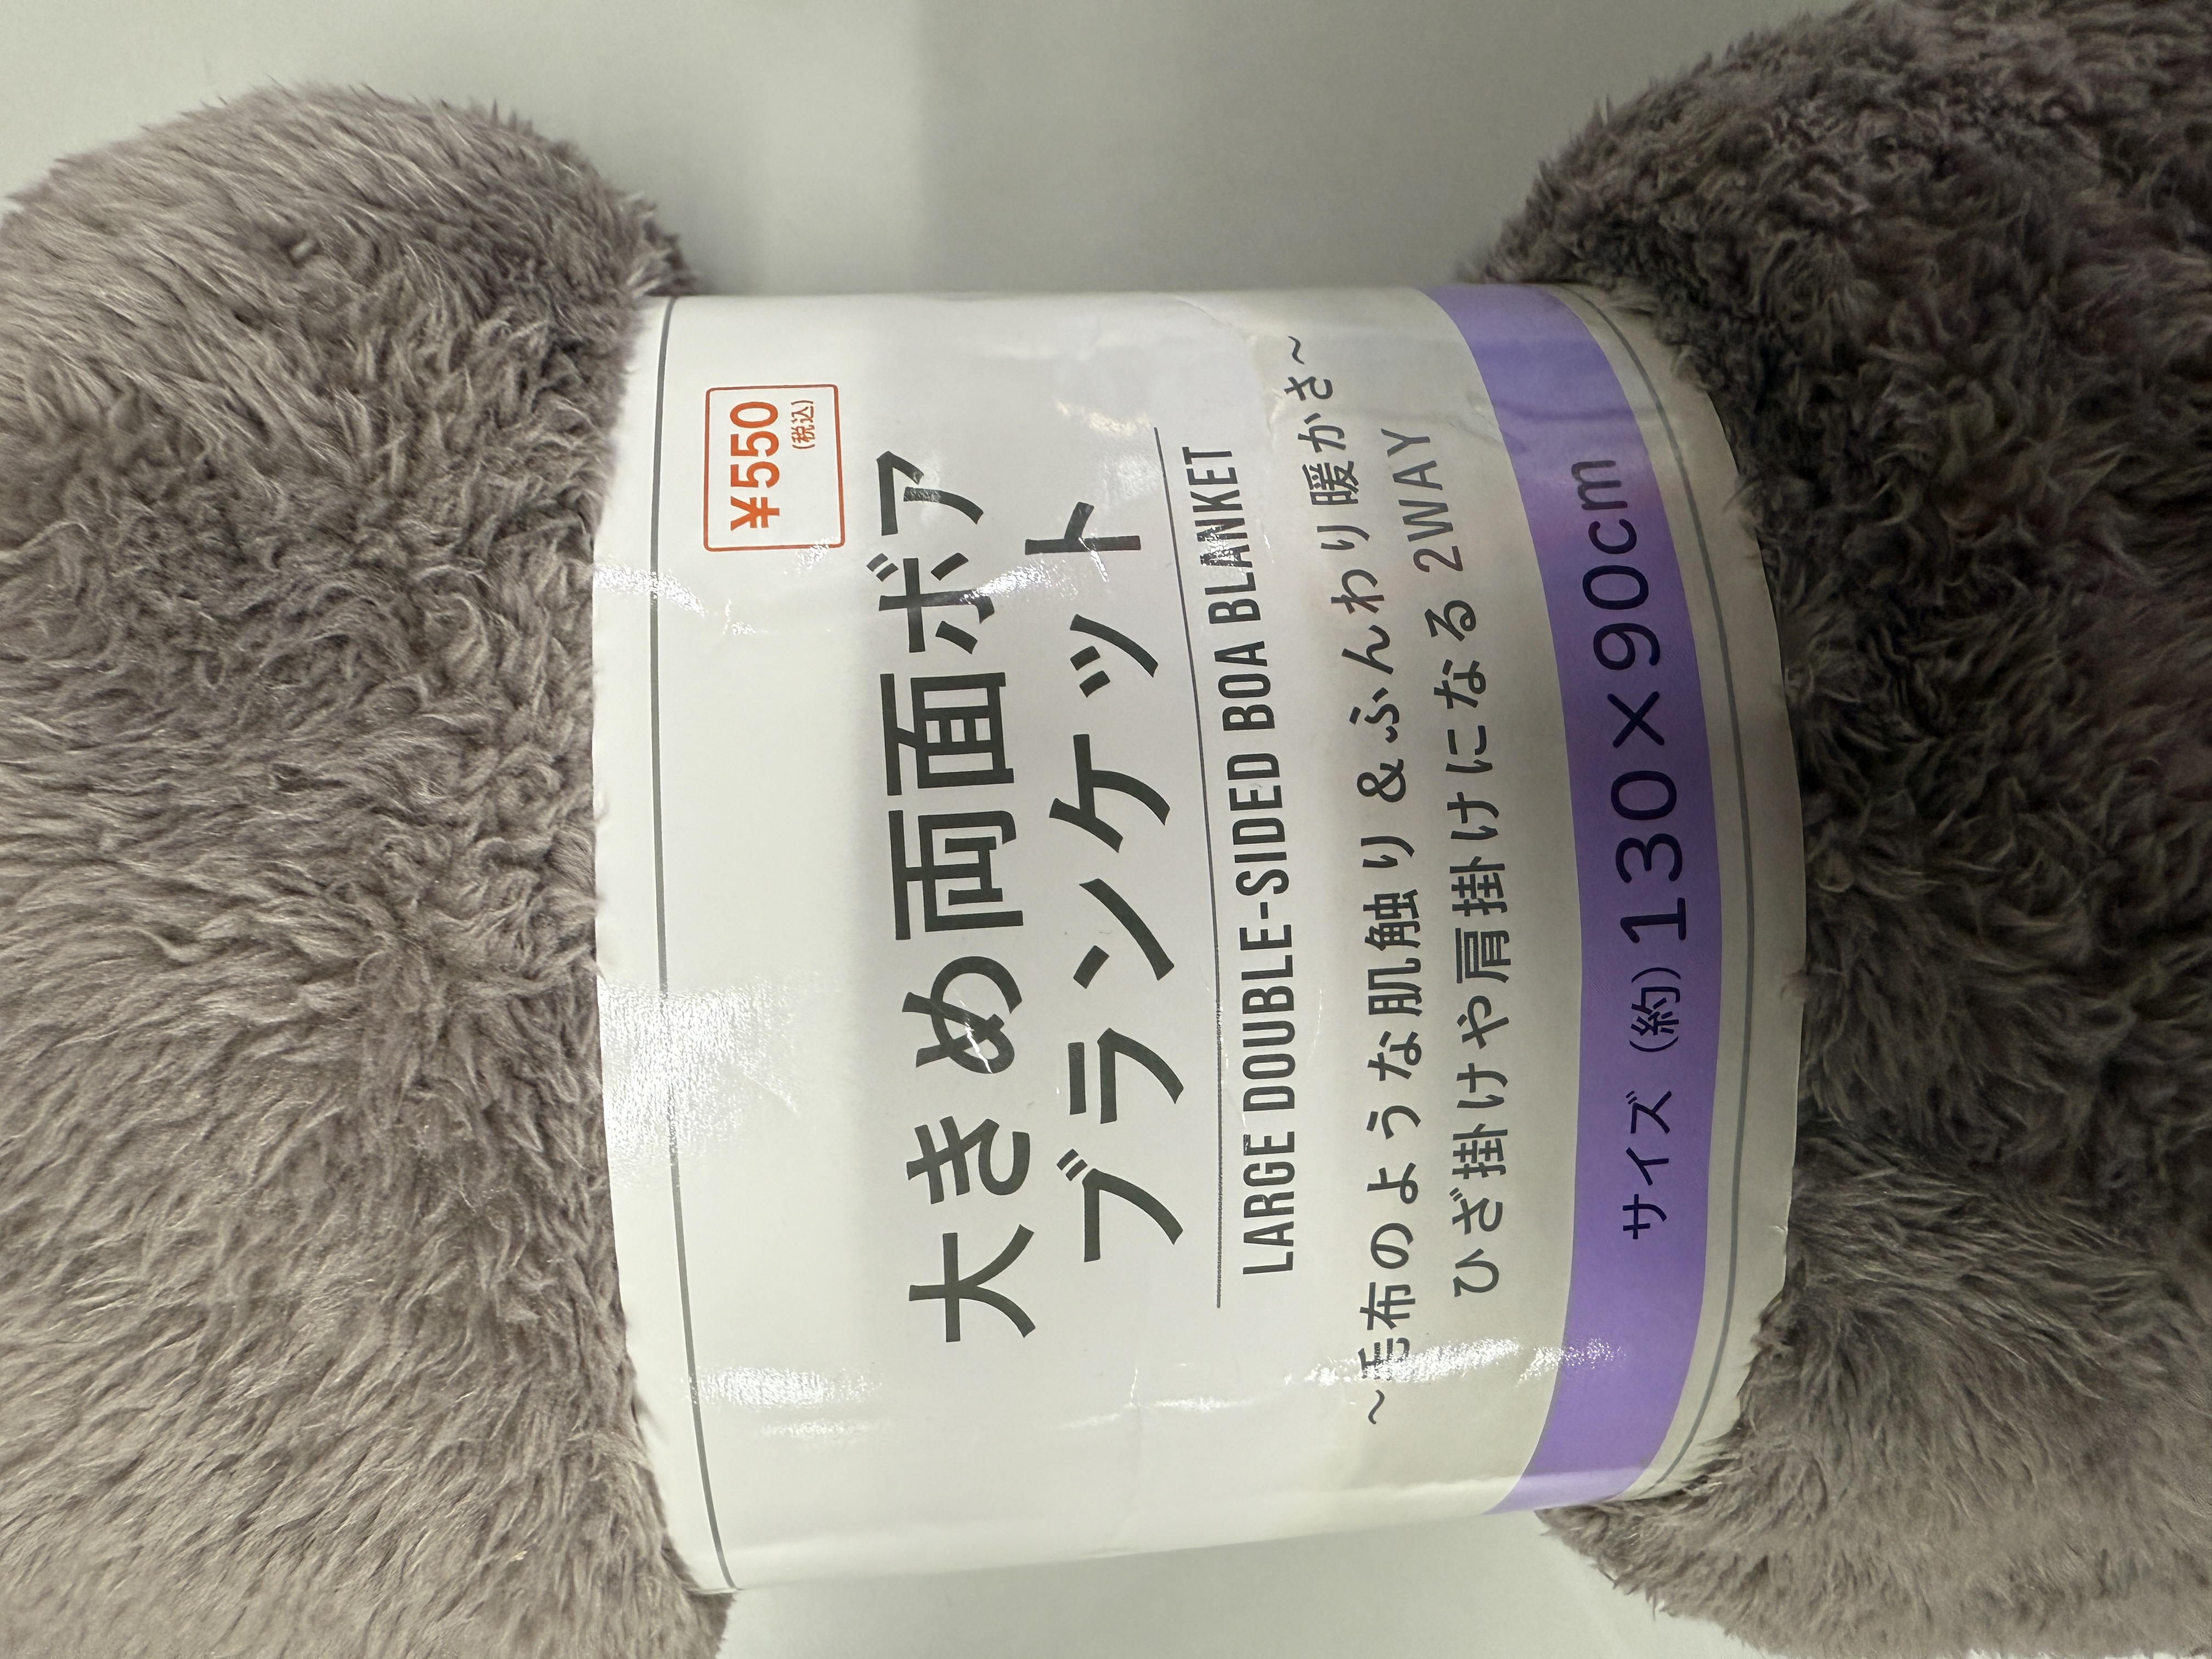 ¥550
(税込)
大きめ両面ボア
ブランケット
LARGE DOUBLE-SIDED BOA BLANKET
～毛布のような肌触り＆ふんわり暖かさ～
ひざ掛けや肩掛けになる 2WAY
サイズ (約) 130×90cm